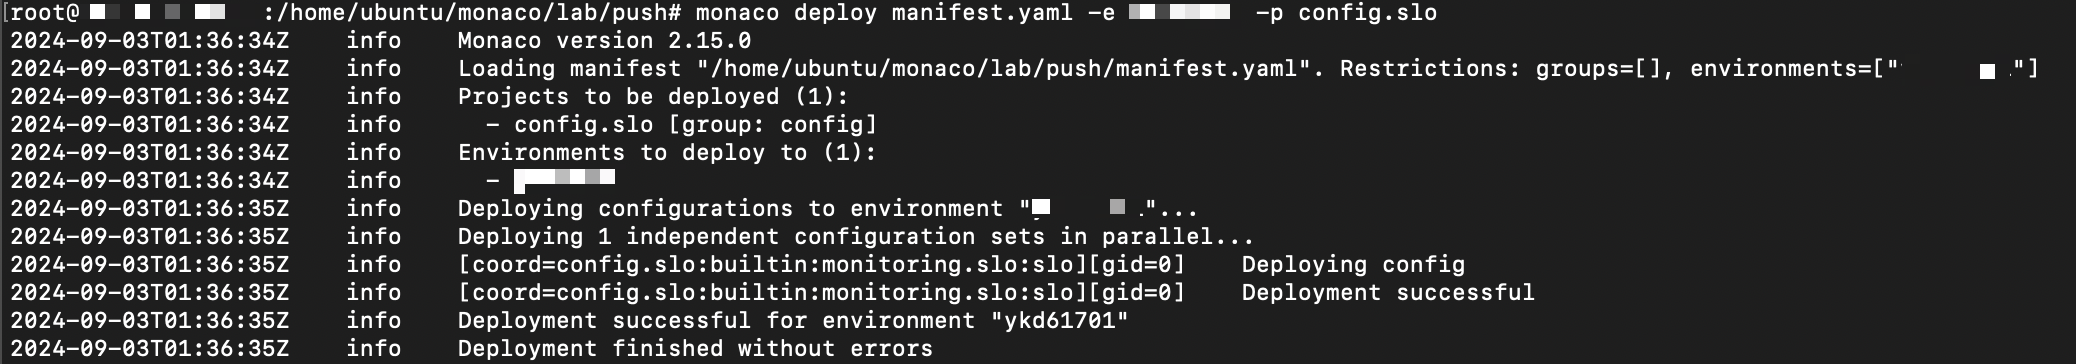 [root@ :/home/ubuntu/monaco/lab/push# monaco deploy manifest.yaml -e -p config.slo
2024-09-03T01:36:34Z info Monaco version 2.15.0
2024-09-03T01:36:34Z info Loading manifest "/home/ubuntu/monaco/lab/push/manifest.yaml". Restrictions: groups=[], environments=[" "]
2024-09-03T01:36:34Z info Projects to be deployed (1):
2024-09-03T01:36:34Z info - config.slo [group: config]
2024-09-03T01:36:34Z info Environments to deploy to (1):
2024-09-03T01:36:34Z info -
2024-09-03T01:36:35Z info Deploying configurations to environment " "...
2024-09-03T01:36:35Z info Deploying 1 independent configuration sets in parallel...
2024-09-03T01:36:35Z info [coord=config.slo:builtin:monitoring.slo:slo][gid=0] Deploying config
2024-09-03T01:36:35Z info [coord=config.slo:builtin:monitoring.slo:slo][gid=0] Deployment successful
2024-09-03T01:36:35Z info Deployment successful for environment "ykd61701"
2024-09-03T01:36:35Z info Deployment finished without errors